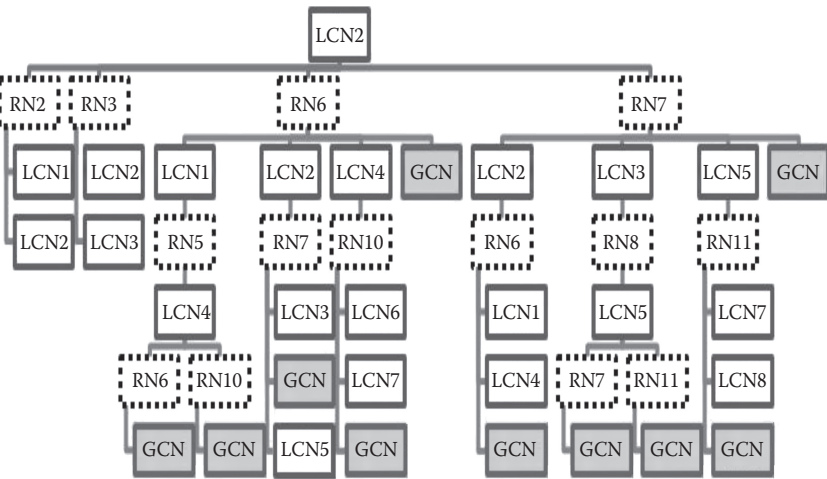 LCN2
RN2 RN3 RN6 RN7
LCN1 LCN2 LCN1 LCN2 LCN4 GCN LCN2 LCN3 LCN5 GCN
LCN2 LCN3 RN5 RN7 RN10 RN6 RN8 RN11
LCN4 LCN3 LCN6 LCN1 LCN5 LCN7
RN6 RN10 GCN LCN7 LCN4 RN7 RN11 LCN8
GCN GCN LCN5 GCN GCN GCN GCN GCN